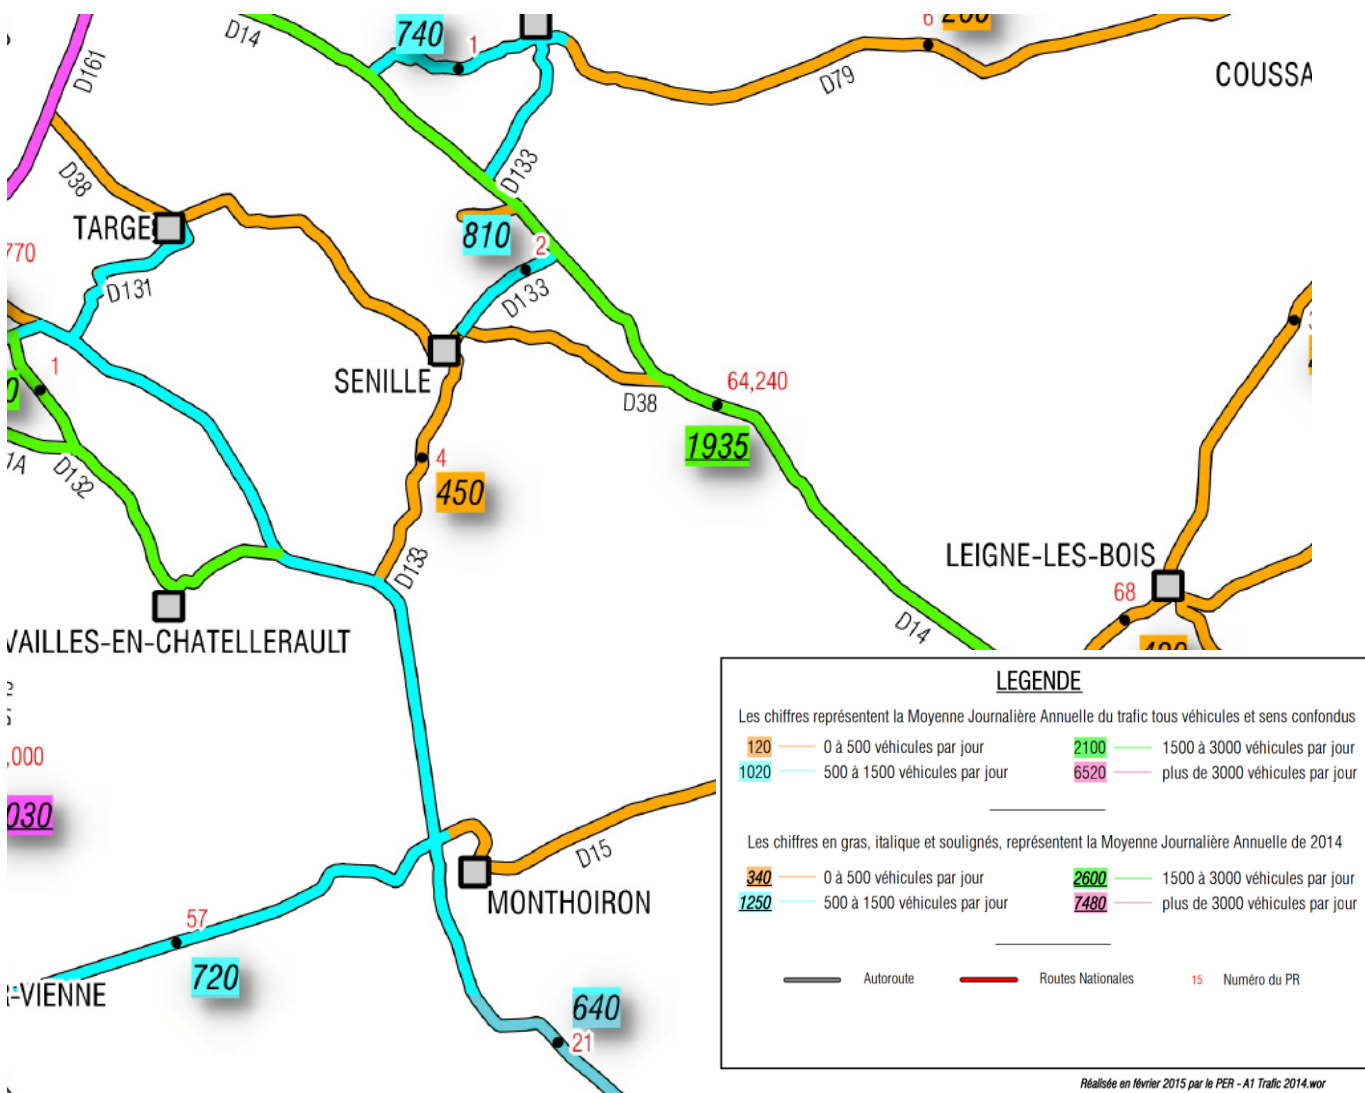 740
1
6
D14
D161
D79
COUSSA
D38
D133
TARGE
810
2
770
D131
D133
1
SENILLE
64,240
D38
1935
4
450
1A
D132
D133
LEIGNE-LES-BOIS
68
D14
VAILLES-EN-CHATELLERAULT
,000
030
D15
MONTHOIRON
57
720
R-VIENNE
640
21
LEGENDE
Les chiffres représentent la Moyenne Journalière Annuelle du trafic tous véhicules et sens confondus
120 0 à 500 véhicules par jour 2100 1500 à 3000 véhicules par jour
1020 500 à 1500 véhicules par jour 6520 plus de 3000 véhicules par jour
Les chiffres en gras, italique et soulignés, représentent la Moyenne Journalière Annuelle de 2014
340 0 à 500 véhicules par jour 2600 1500 à 3000 véhicules par jour
1250 500 à 1500 véhicules par jour 7480 plus de 3000 véhicules par jour
Autoroute Routes Nationales 15 Numéro du PR
Réalisée en février 2015 par le PER - A1 Trafic 2014.wor